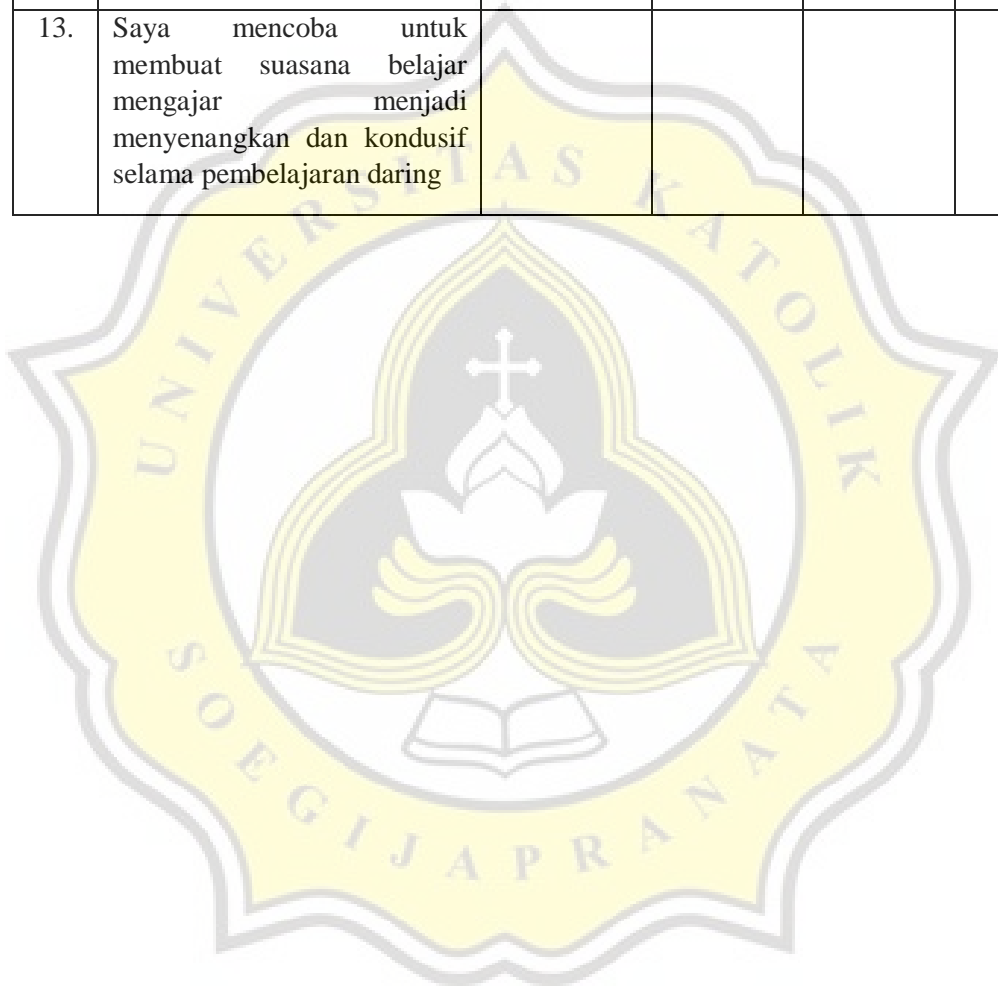 13. Saya mencoba untuk
membuat suasana belajar
mengajar menjadi
menyenangkan dan kondusif
selama pembelajaran daring
UNIVERSITAS KATOLIK
SOEGIJAPRANATA